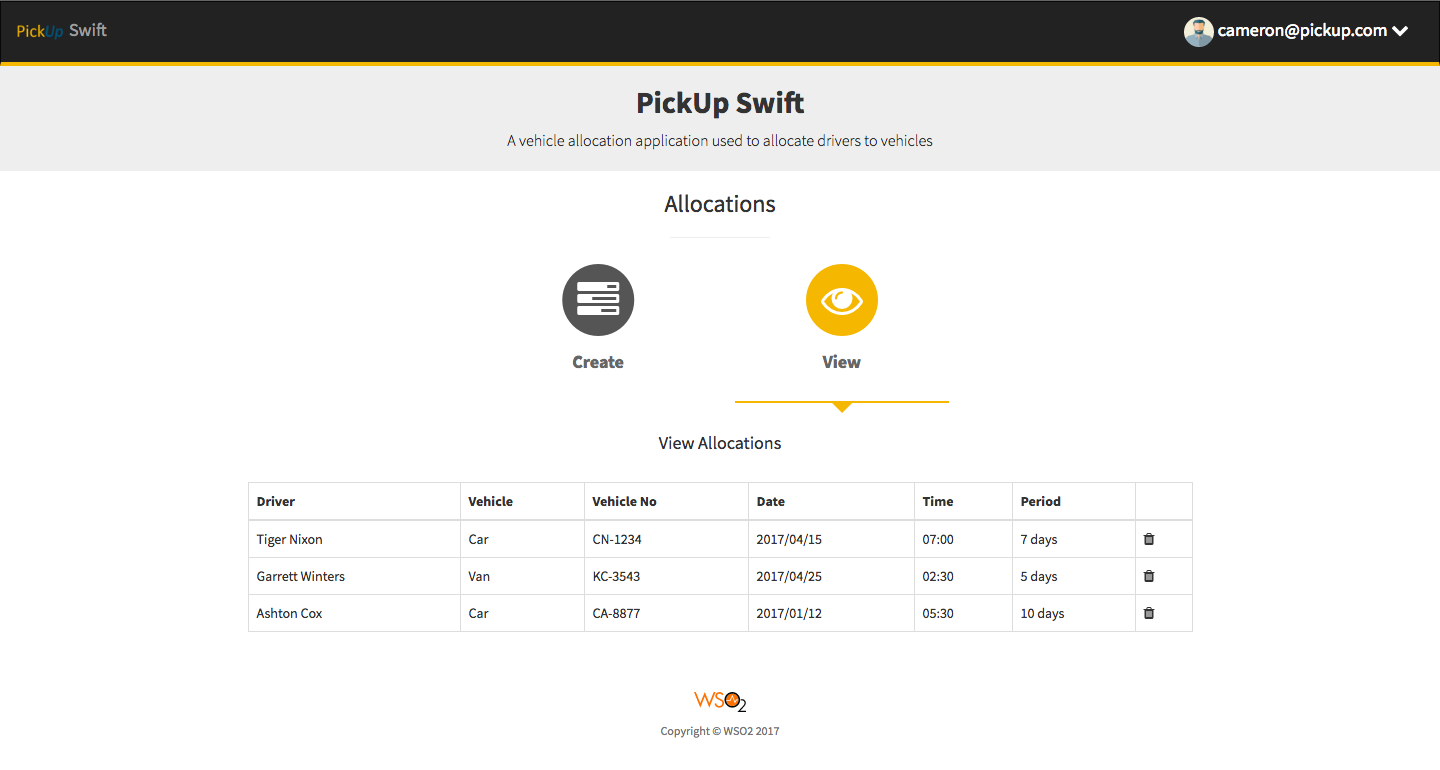 PickUp Swift
cameron@pickup.com
PickUp Swift
A vehicle allocation application used to allocate drivers to vehicles
Allocations
Create View
View Allocations
Driver Vehicle Vehicle No Date Time Period
Tiger Nixon Car CN-1234 2017/04/15 07:00 7 days
Garrett Winters Van KC-3543 2017/04/25 02:30 5 days
Ashton Cox Car CA-8877 2017/01/12 05:30 10 days
WSO2
Copyright © WSO2 2017